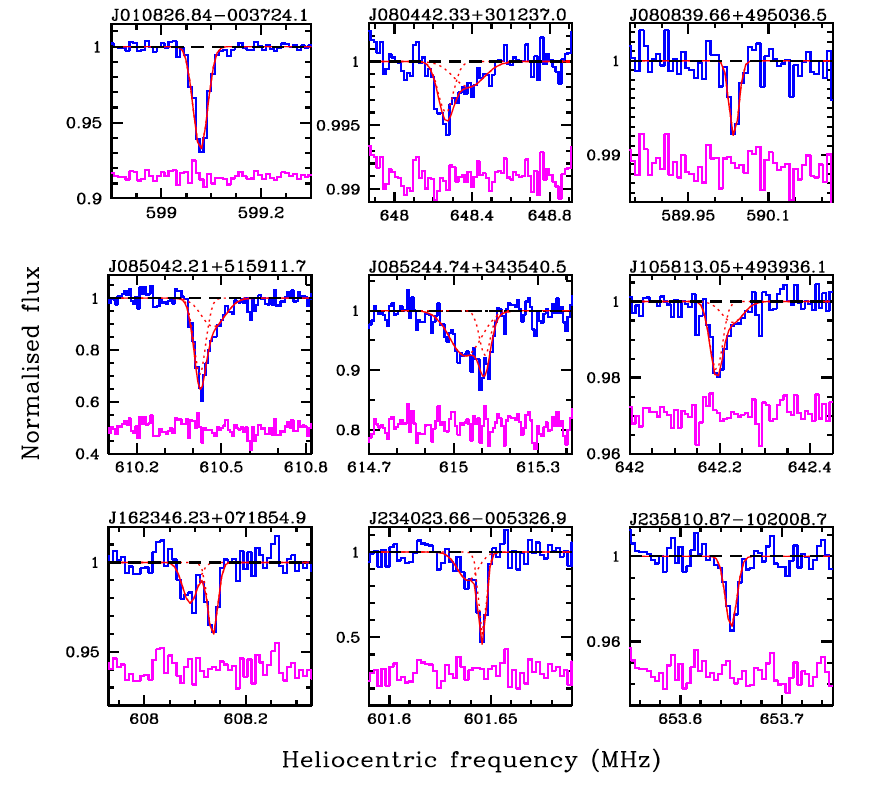 J010826.84−003724.1 J080442.33+301237.0 J080839.66+495036.5
1 1 1
0.95 0.995 0.99
0.9 0.99
599 599.2 648 648.4 648.8 589.95 590.1
J085042.21+515911.7 J085244.74+343540.5 J105813.05+493936.1
1 1 1
0.8 0.9 0.98
0.6 0.8
0.4 0.96
610.2 610.5 610.8 614.7 615 615.3 642 642.2 642.4
J162346.23+071854.9 J234023.66−005326.9 J235810.87−102008.7
1 1 1
0.95 0.5 0.96
608 608.2 601.6 601.65 653.6 653.7
Normalised flux
Heliocentric frequency (MHz)